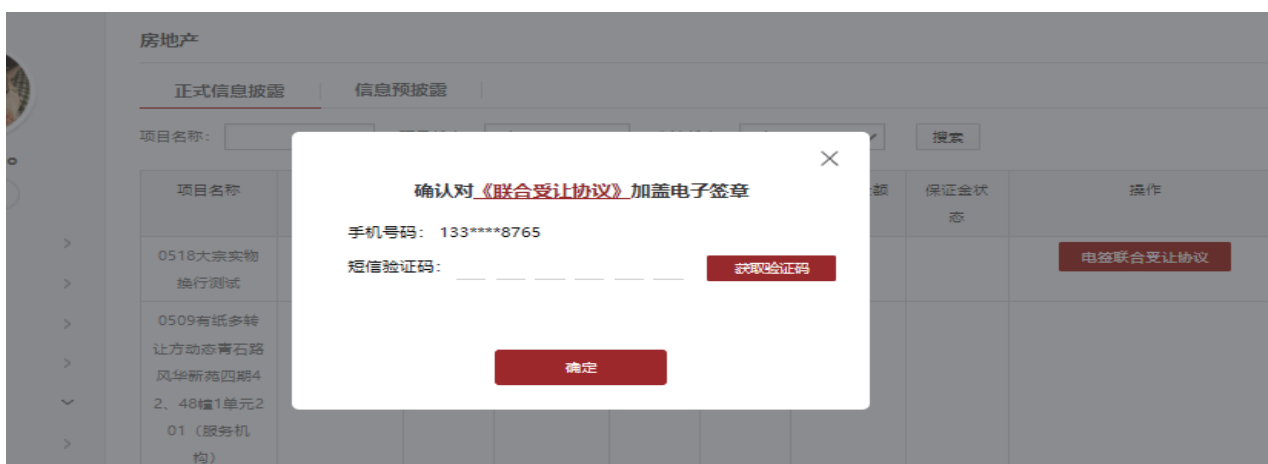 房地产
正式信息披露 信息预披露
项目名称: 搜索
确认对《联合受让协议》加盖电子签章
项目名称 额 保证金状态 操作
手机号码: 133****8765
0518大宗实物
换行测试
电签联合受让协议
短信验证码: 获取验证码
0509有纸多转
让方动态青石路
风华新苑四期4
2、48幢1单元2
01（服务机
构）
确定